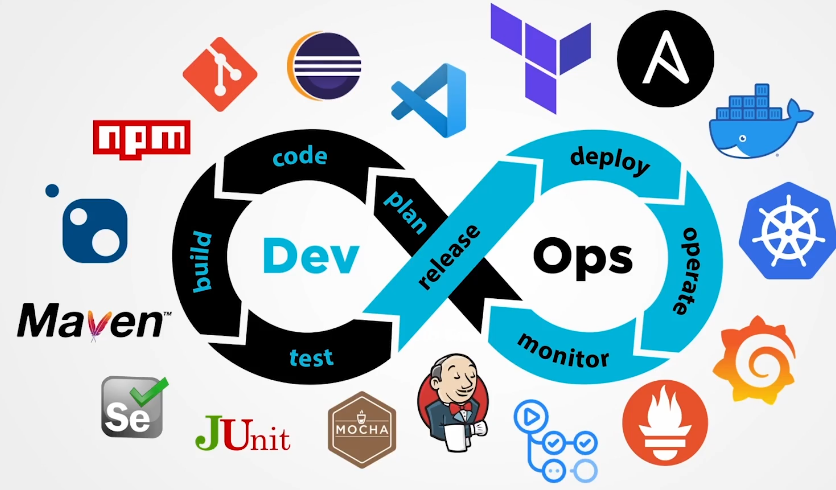 npm
code
plan
deploy
build
Dev
release
Ops
operate
Maven™
test
monitor
Se
JUnit
MOCHA